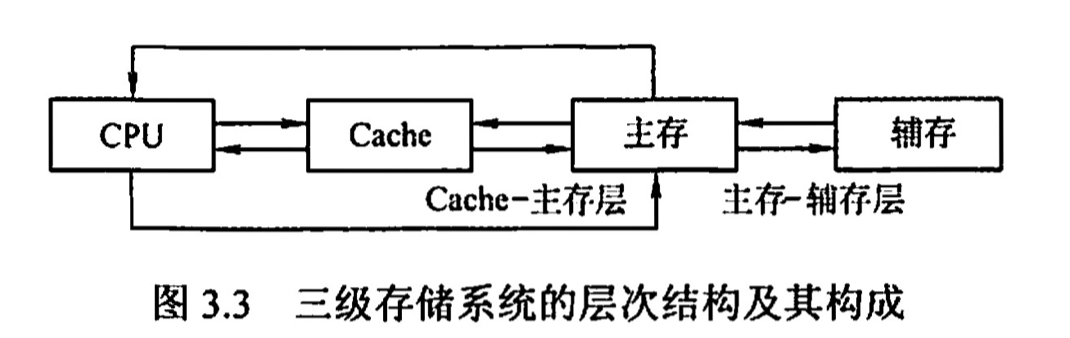 CPU
Cache
主存
辅存
Cache-主存层
主存-辅存层
图 3.3 三级存储系统的层次结构及其构成